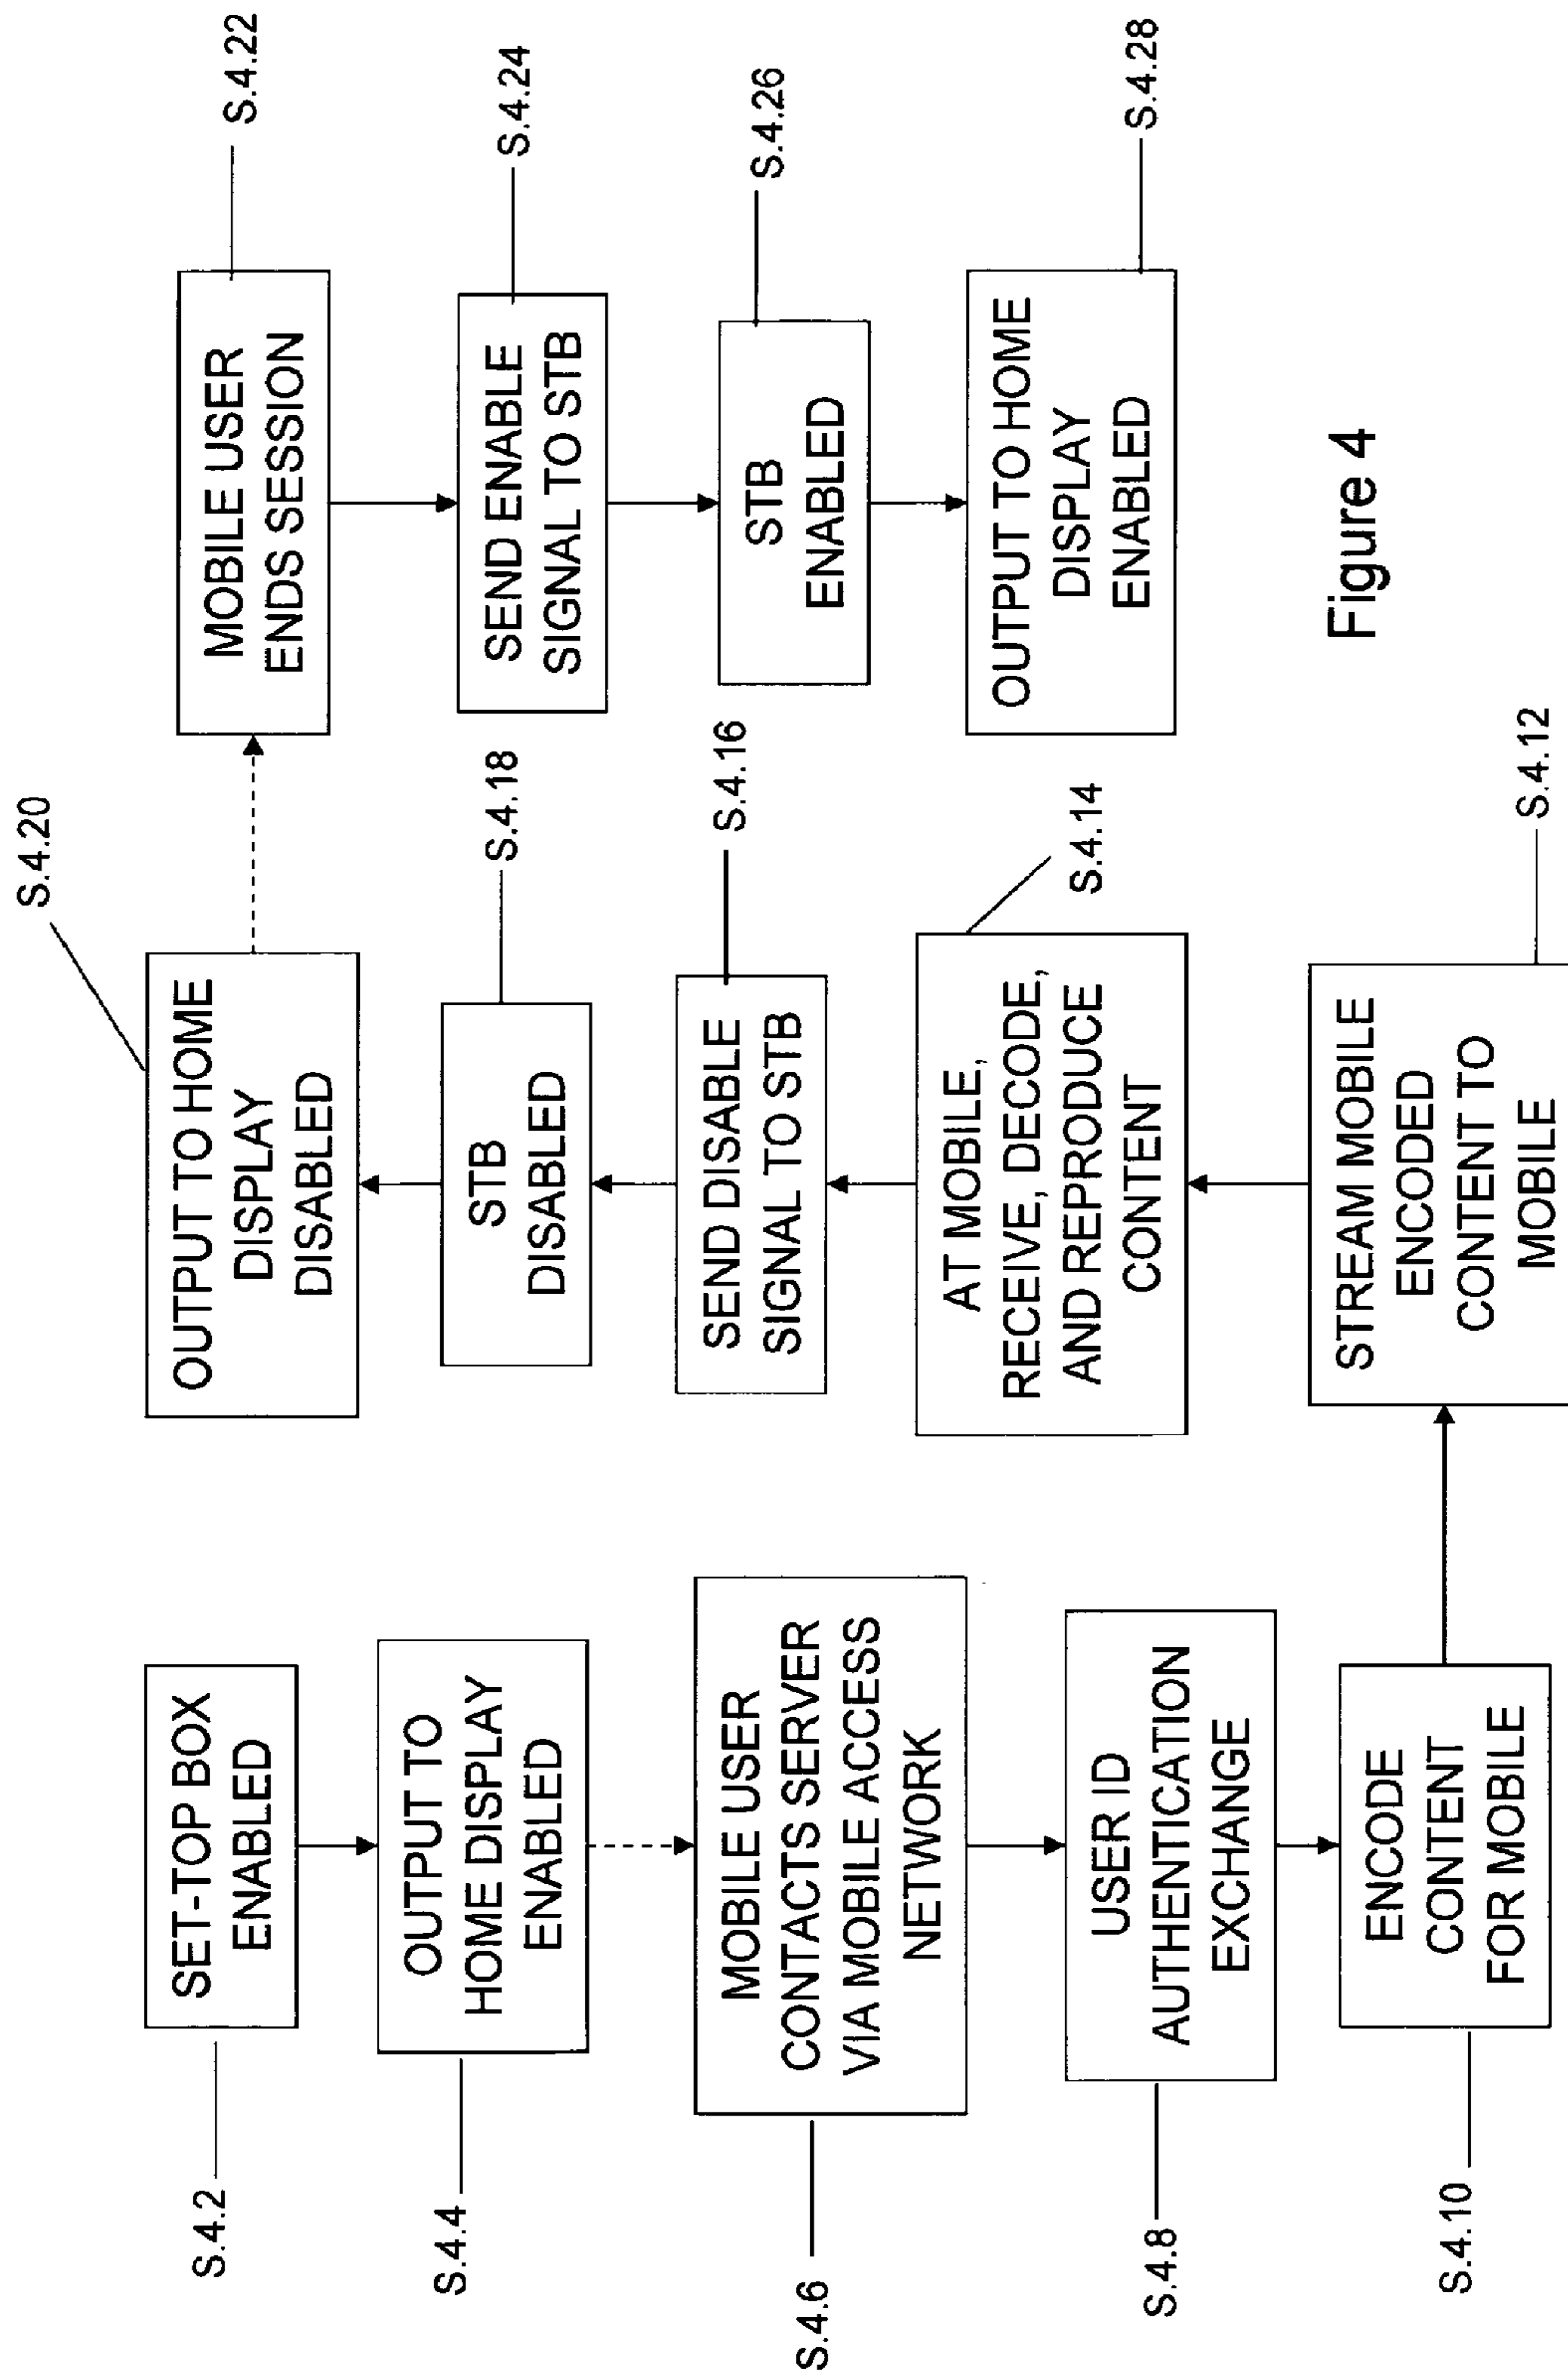 S.4.2
SET-TOP BOX
ENABLED
S.4.4
OUTPUT TO
HOME DISPLAY
ENABLED
S.4.6
MOBILE USER
CONTACTS SERVER
VIA MOBILE ACCESS
NETWORK
S.4.8
USER ID
AUTHENTICATION
EXCHANGE
S.4.10
ENCODE
CONTENT
FOR MOBILE
STREAM MOBILE
ENCODED
CONTENT TO
MOBILE
S.4.12
AT MOBILE,
RECEIVE, DECODE,
AND REPRODUCE
CONTENT
S.4.14
SEND DISABLE
SIGNAL TO STB
S.4.16
STB
DISABLED
S.4.18
OUTPUT TO HOME
DISPLAY
DISABLED
S.4.20
MOBILE USER
ENDS SESSION
S.4.22
SEND ENABLE
SIGNAL TO STB
S.4.24
STB
ENABLED
S.4.26
OUTPUT TO HOME
DISPLAY
ENABLED
S.4.28
Figure 4